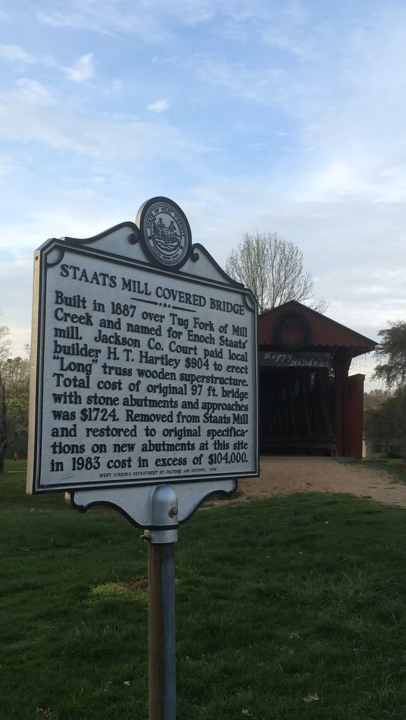 STAATS MILL COVERED BRIDGE
Built in 1887 over Tug Fork of Mill
Creek and named for Enoch Staats'
mill. Jackson Co. Court paid local
builder H. T. Hartley $904 to erect
"Long" truss wooden superstructure.
Total cost of original 97 ft. bridge
with stone abutments and approaches
was $1724. Removed from Staats Mill
and restored to original specifica-
tions on new abutments at this site
in 1983 cost in excess of $104,000.
WEST VIRGINIA DEPARTMENT OF CULTURE AND HISTORY,
Happy Holidays